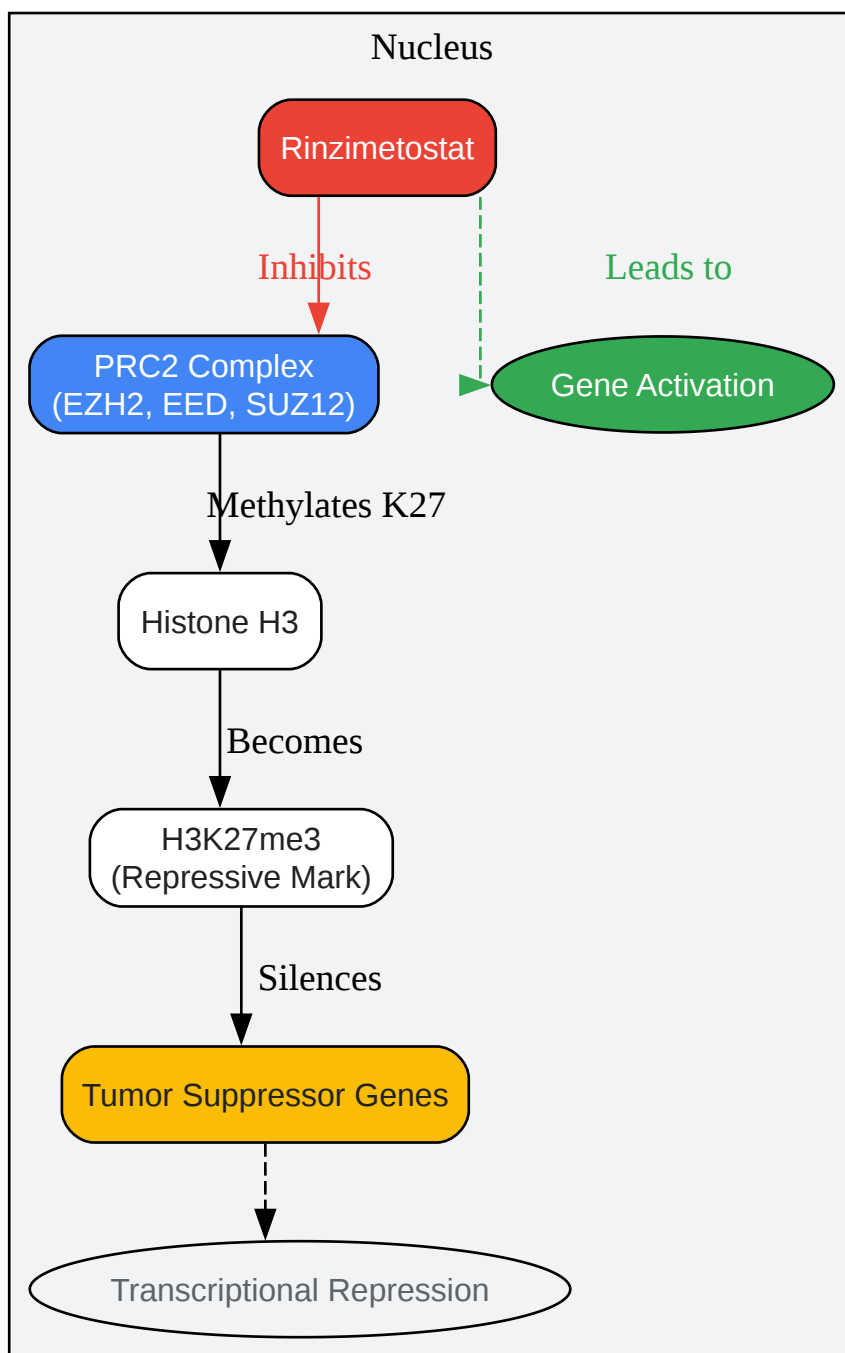 Nucleus
Rinzimetostat
Inhibits
Leads to
PRC2 Complex
(EZH2, EED, SUZ12)
Gene Activation
Methylates K27
Histone H3
Becomes
H3K27me3
(Repressive Mark)
Silences
Tumor Suppressor Genes
Transcriptional Repression